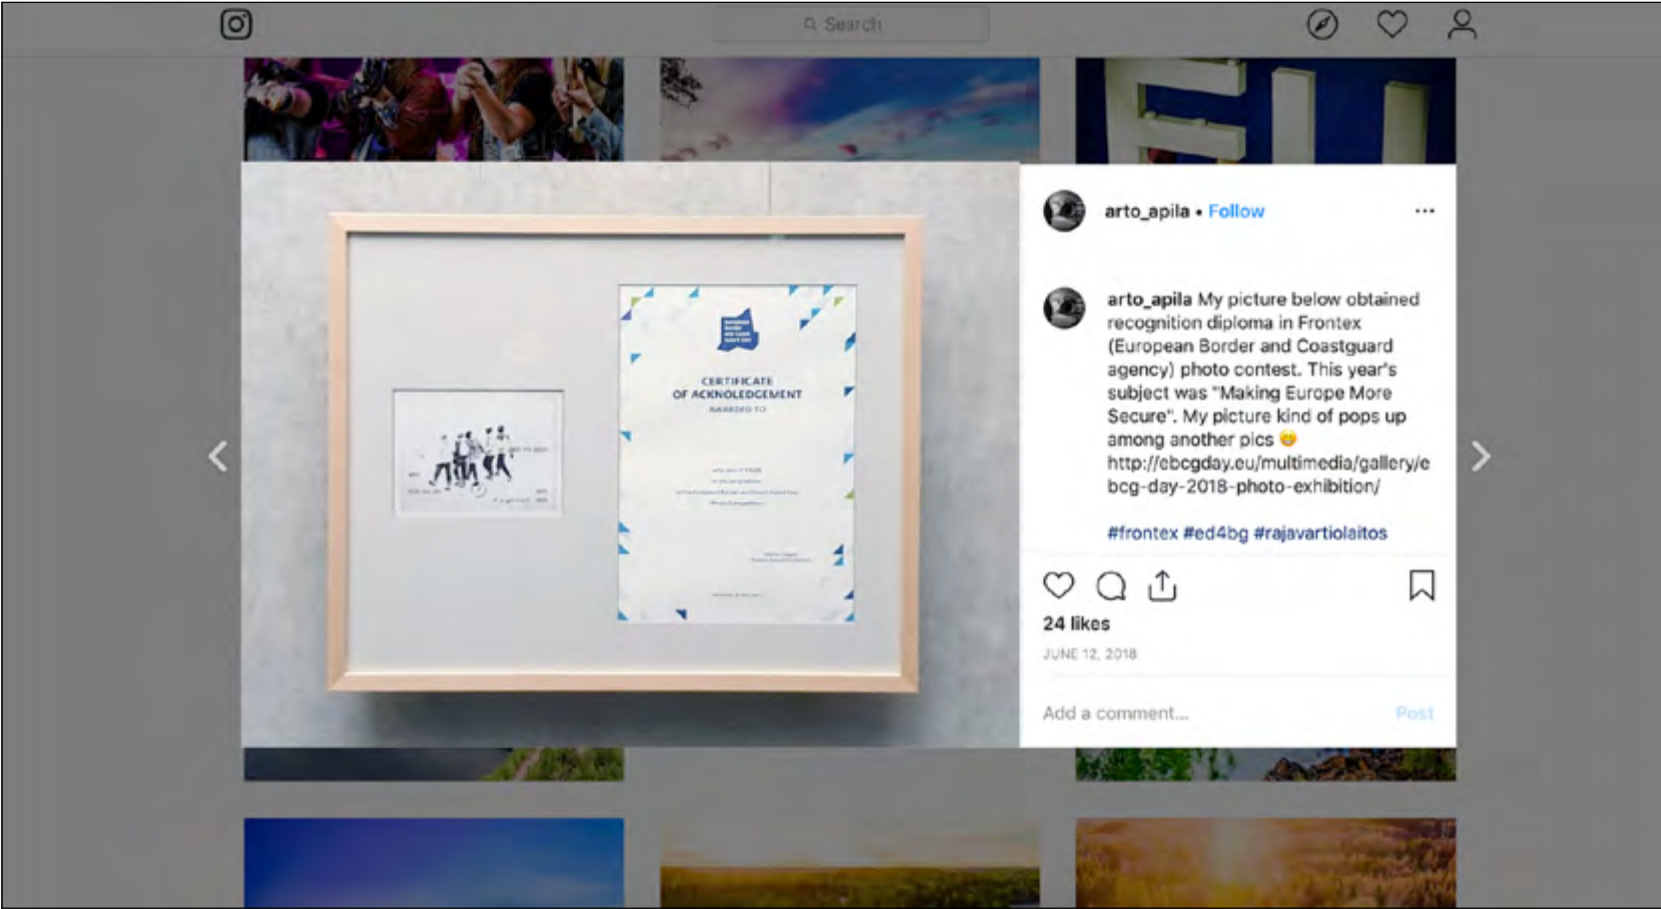 Search
arto_apila • Follow
arto_apila My picture below obtained
recognition diploma in Frontex
(European Border and Coastguard
agency) photo contest. This year's
subject was "Making Europe More
Secure". My picture kind of pops up
among another pics 😁
http://ebcgday.eu/multimedia/gallery/e
bcg-day-2018-photo-exhibition/
#frontex #ed4bg #rajavartiolaitos
24 likes
JUNE 12, 2018
Add a comment...
Post
CERTIFICATE
OF ACKNOLEDGEMENT
AWARDED TO
EU